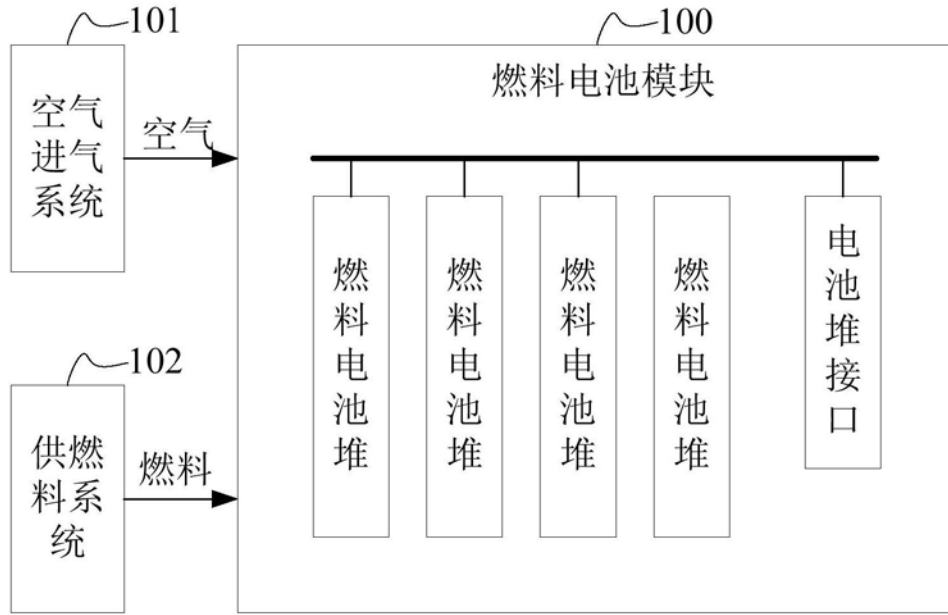 101
空气
进气
系统
空气
102
供燃
料系
统
燃料
100
燃料电池模块
燃料电池堆
燃料电池堆
燃料电池堆
燃料电池堆
电池堆接口